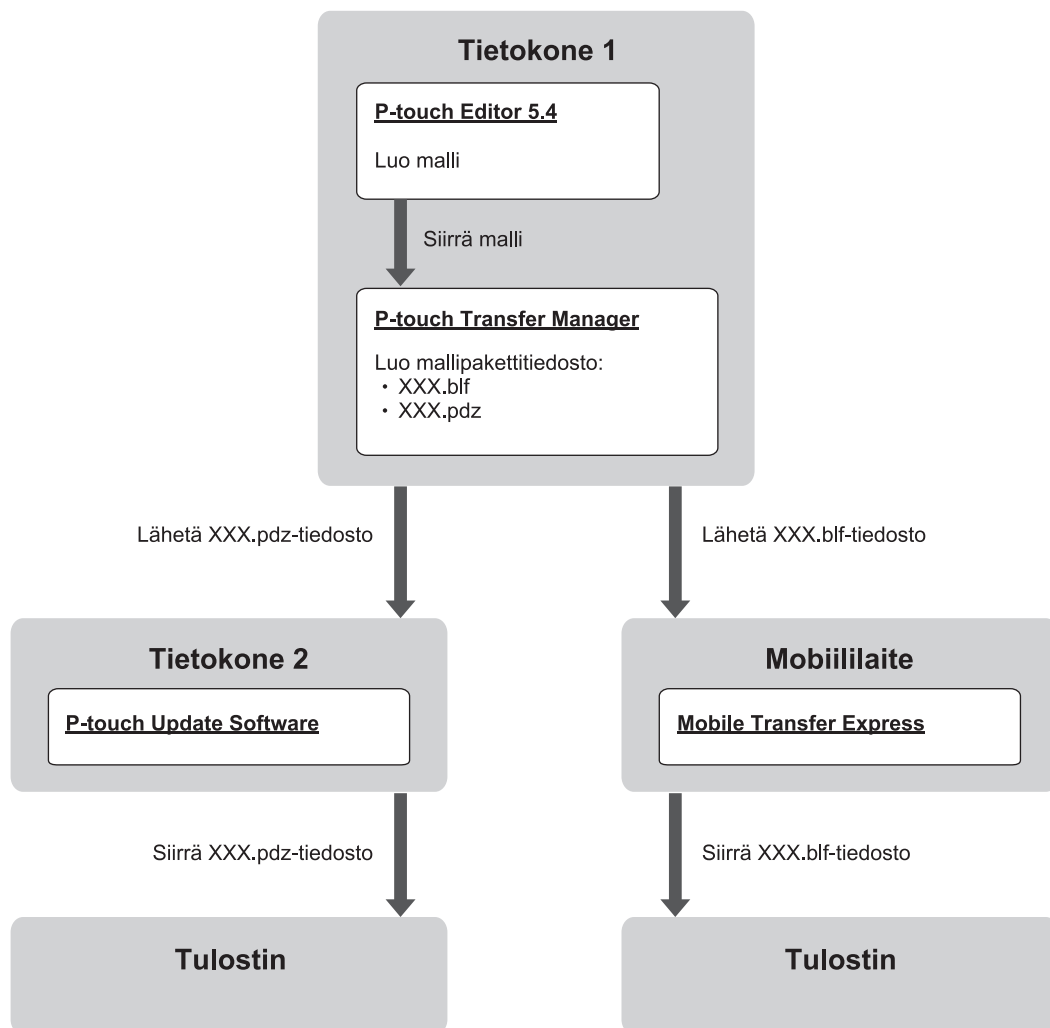 Tietokone 1
P-touch Editor 5.4
Luo malli
Siirrä malli
P-touch Transfer Manager
Luo mallipakettitiedosto:
• XXX.blf
• XXX.pdz
Lähetä XXX.pdz-tiedosto
Lähetä XXX.blf-tiedosto
Tietokone 2
P-touch Update Software
Mobiililaite
Mobile Transfer Express
Siirrä XXX.pdz-tiedosto
Siirrä XXX.blf-tiedosto
Tulostin
Tulostin